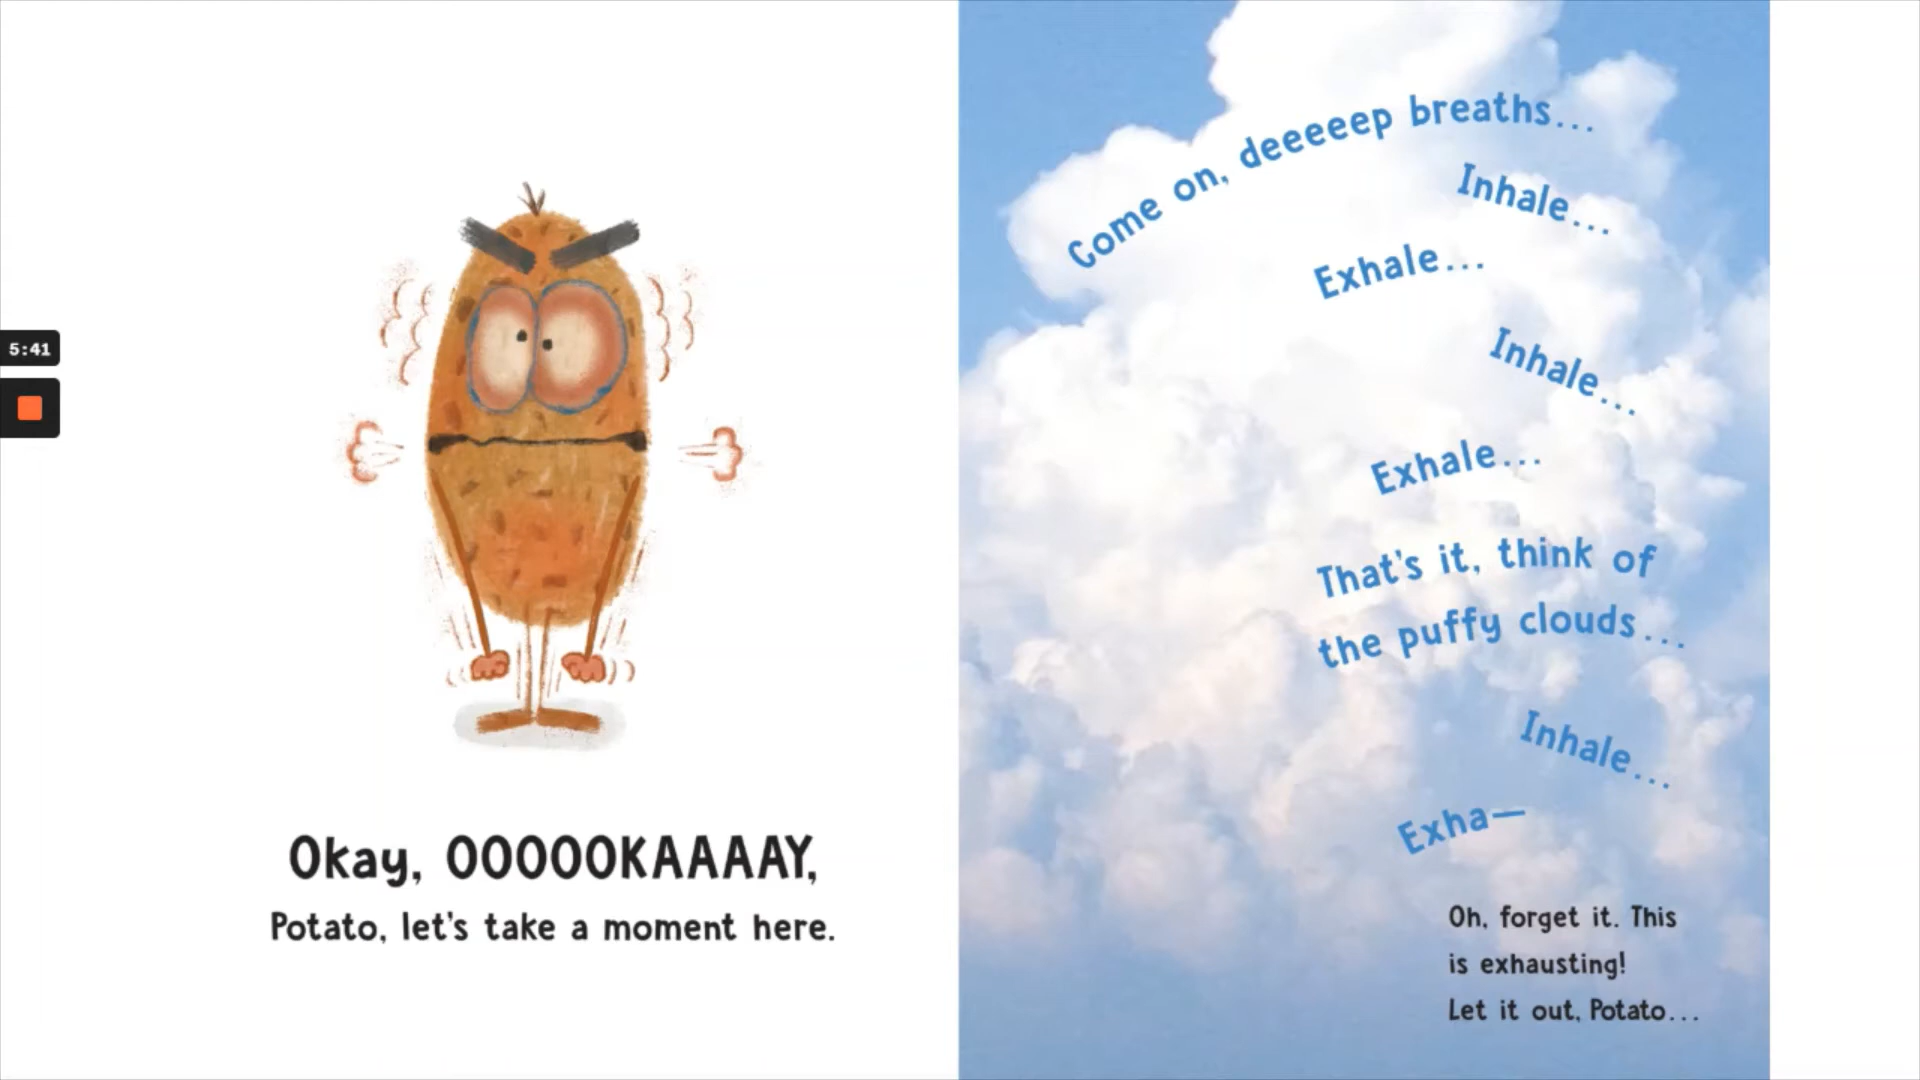 5:41
Okay, OOOOOKAAAAY,
Potato, let's take a moment here.
Come on, deeeeep breaths...
Inhale...
Exhale...
Inhale...
Exhale...
That's it, think of
the puffy clouds...
Inhale...
Exha—
Oh, forget it. This
is exhausting!
Let it out, Potato...